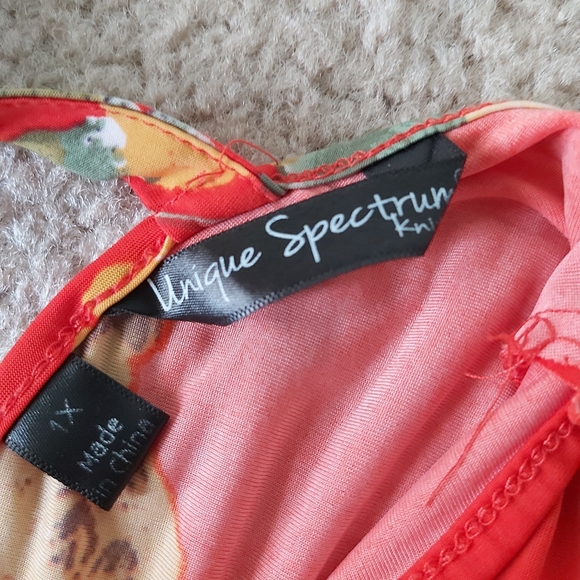 Unique Spectrum
1X
Made
in China